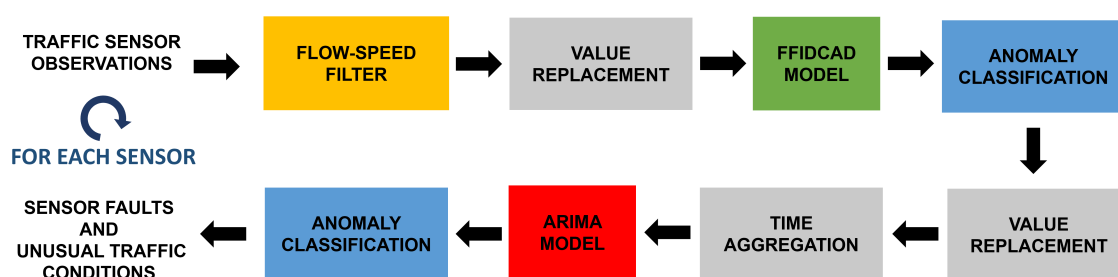 TRAFFIC SENSOR
OBSERVATIONS
FLOW-SPEED
FILTER
VALUE
REPLACEMENT
FFIDCAD
MODEL
ANOMALY
CLASSIFICATION
FOR EACH SENSOR
SENSOR FAULTS
AND
UNUSUAL TRAFFIC
CONDITIONS
ANOMALY
CLASSIFICATION
ARIMA
MODEL
TIME
AGGREGATION
VALUE
REPLACEMENT